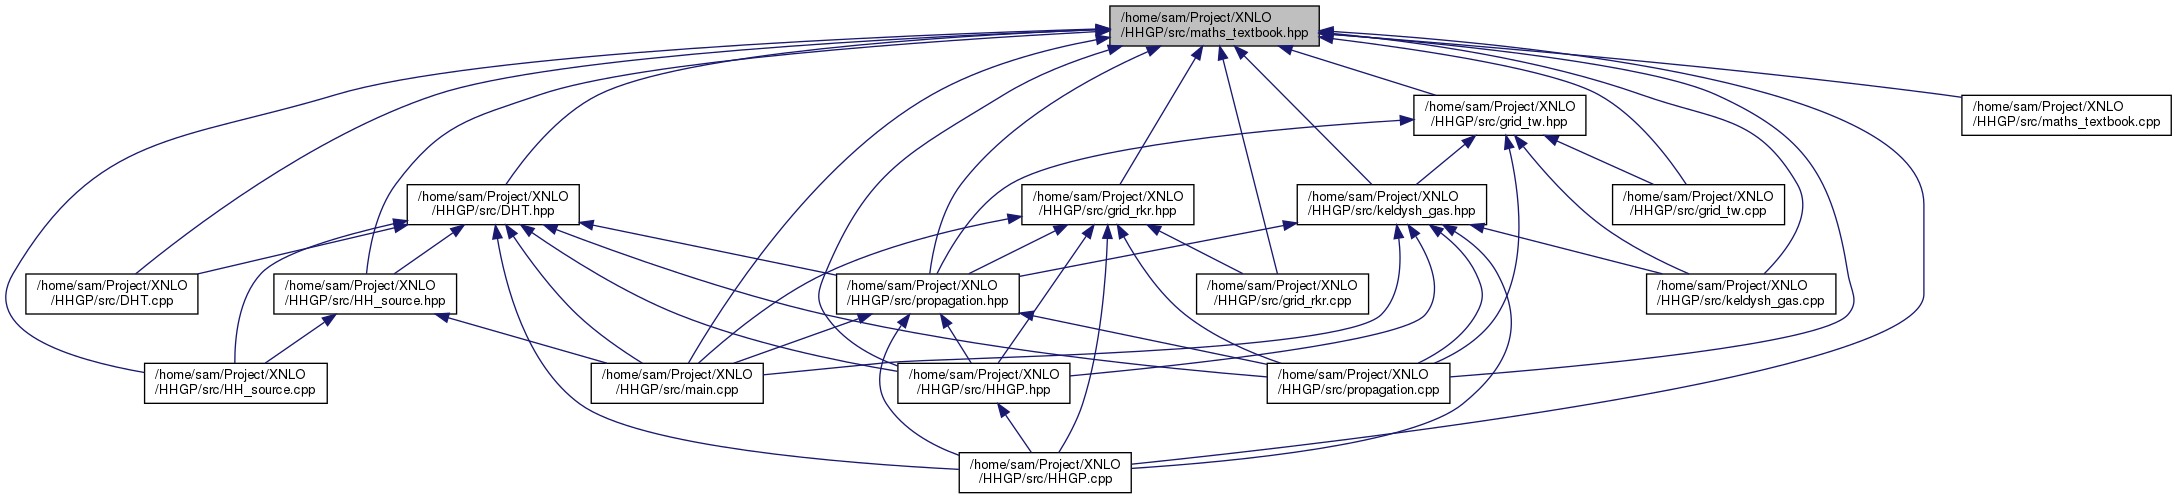 /home/sam/Project/XNLO
/HHGP/src/maths_textbook.hpp
/home/sam/Project/XNLO
/HHGP/src/grid_tw.hpp
/home/sam/Project/XNLO
/HHGP/src/maths_textbook.cpp
/home/sam/Project/XNLO
/HHGP/src/DHT.hpp
/home/sam/Project/XNLO
/HHGP/src/grid_rkr.hpp
/home/sam/Project/XNLO
/HHGP/src/keldysh_gas.hpp
/home/sam/Project/XNLO
/HHGP/src/grid_tw.cpp
/home/sam/Project/XNLO
/HHGP/src/DHT.cpp
/home/sam/Project/XNLO
/HHGP/src/HH_source.hpp
/home/sam/Project/XNLO
/HHGP/src/propagation.hpp
/home/sam/Project/XNLO
/HHGP/src/grid_rkr.cpp
/home/sam/Project/XNLO
/HHGP/src/keldysh_gas.cpp
/home/sam/Project/XNLO
/HHGP/src/HH_source.cpp
/home/sam/Project/XNLO
/HHGP/src/main.cpp
/home/sam/Project/XNLO
/HHGP/src/HHGP.hpp
/home/sam/Project/XNLO
/HHGP/src/propagation.cpp
/home/sam/Project/XNLO
/HHGP/src/HHGP.cpp